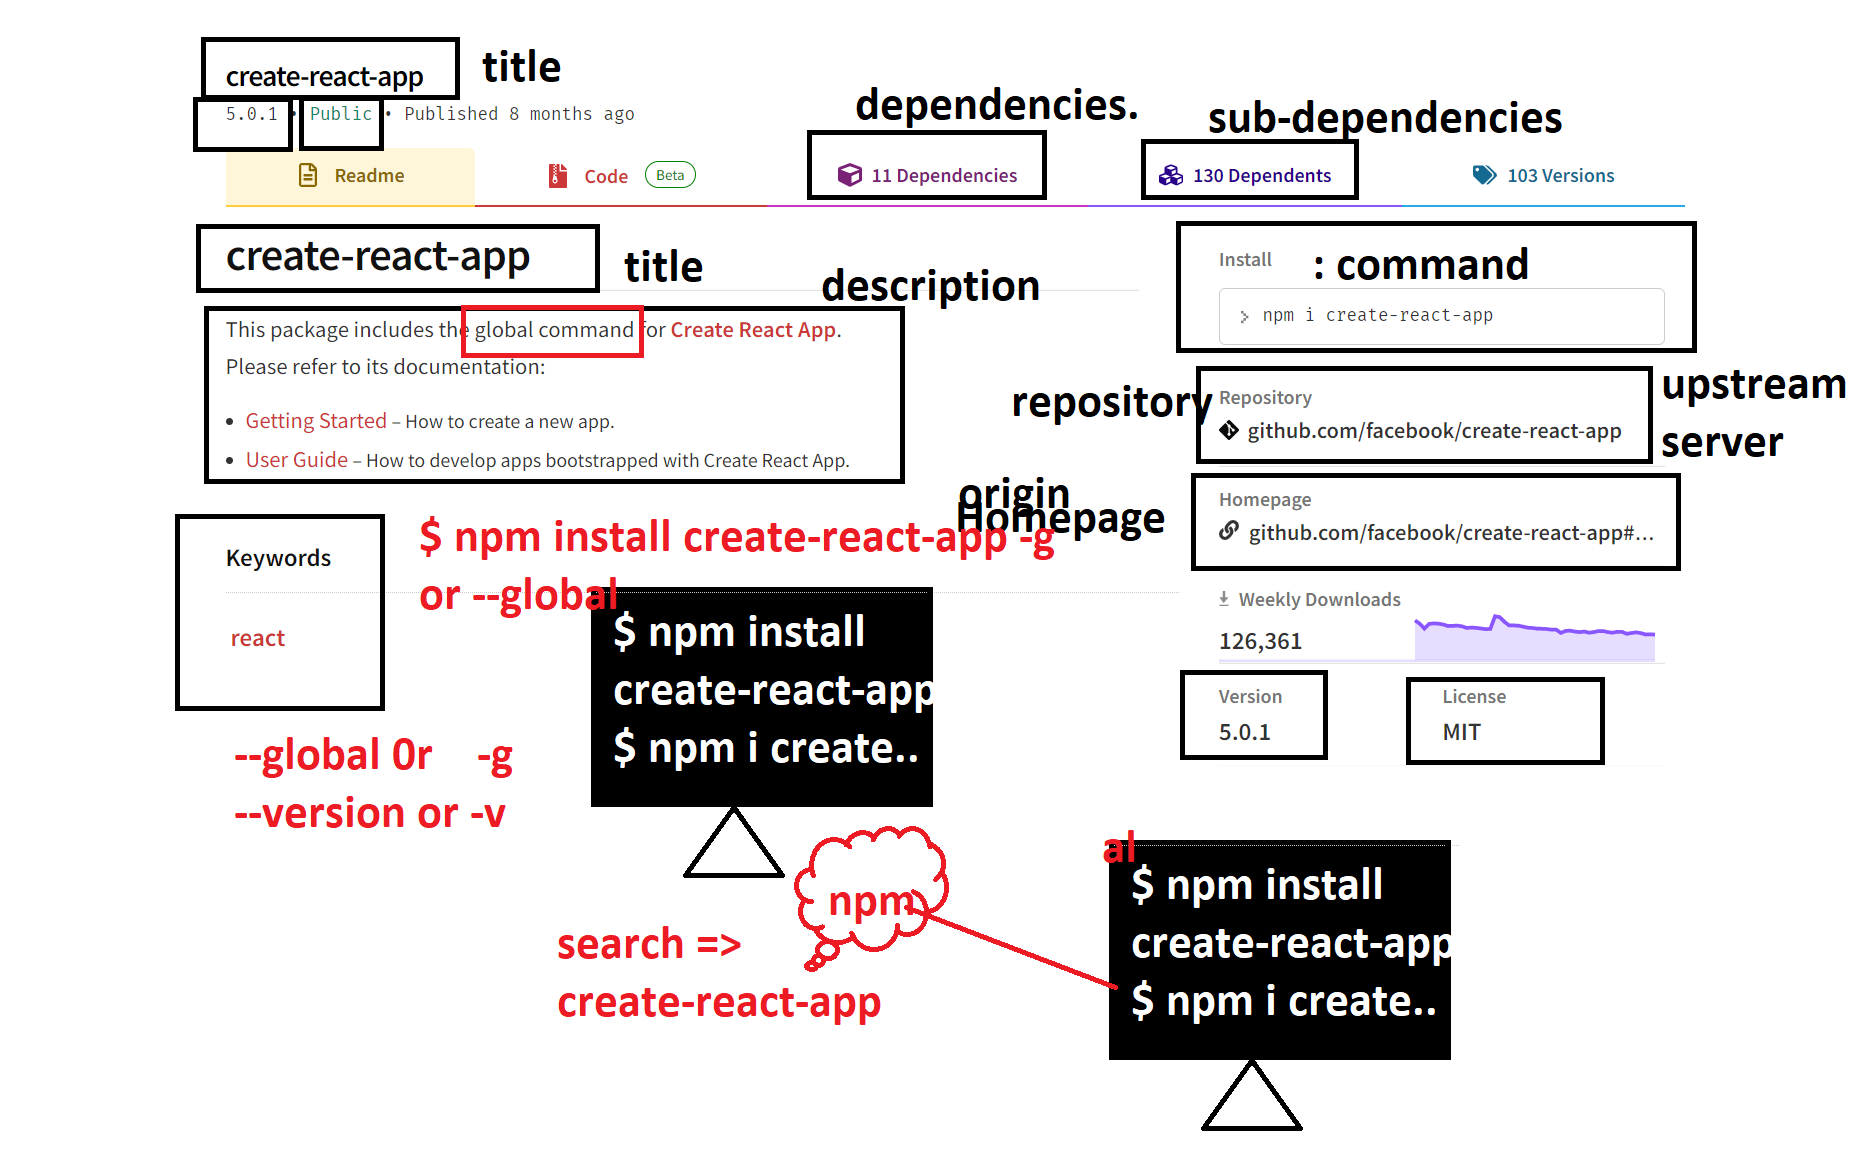 create-react-app
title
5.0.1 • Public • Published 8 months ago
dependencies.
sub-dependencies
Readme
Code Beta
11 Dependencies
130 Dependents
103 Versions
create-react-app
title
description
This package includes the global command for Create React App.
Please refer to its documentation:
• Getting Started – How to create a new app.
• User Guide – How to develop apps bootstrapped with Create React App.
Install
: command
> npm i create-react-app
repository
Repository
github.com/facebook/create-react-app
upstream
server
origin
Homepage
Homepage
github.com/facebook/create-react-app#...
Keywords
react
$ npm install create-react-app -g
or --global
Weekly Downloads
126,361
Version
5.0.1
License
MIT
$ npm install
create-react-app
$ npm i create..
--global 0r -g
--version or -v
npm
search =>
create-react-app
al
$ npm install
create-react-app
$ npm i create..